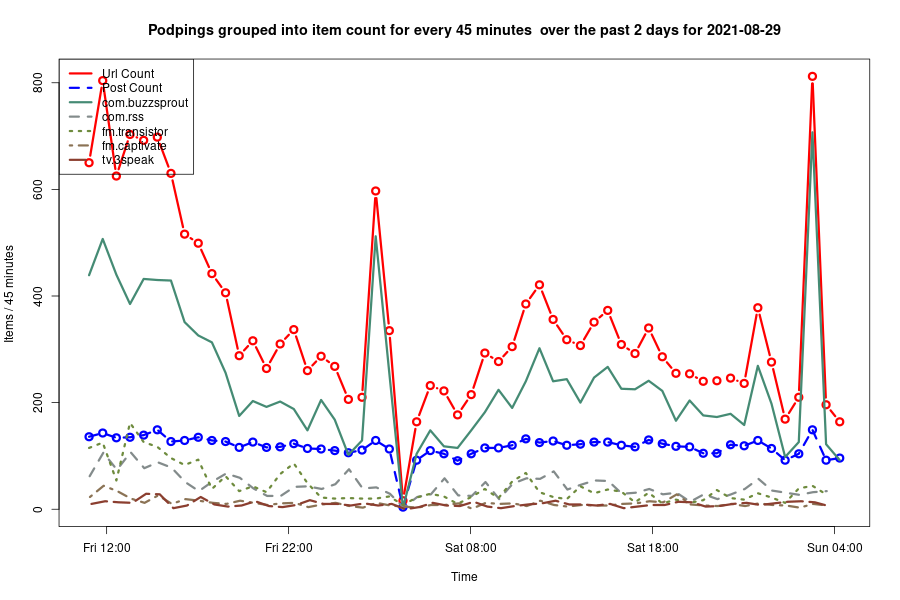 Podpings grouped into item count for every 45 minutes  over the past 2 days for 2021-08-29
Url Count
Post Count
com.buzzsprout
com.rss
fm.transistor
fm.captivate
tv.3speak
800
600
400
200
0
Items / 45 minutes
Fri 12:00
Fri 22:00
Sat 08:00
Sat 18:00
Sun 04:00
Time